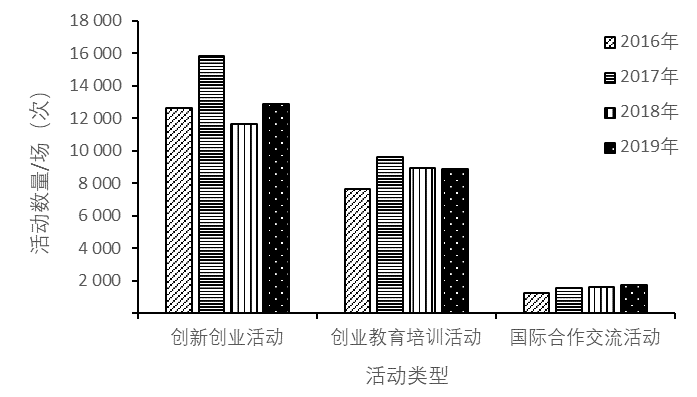 18 000
16 000
14 000
12 000
10 000
8 000
6 000
4 000
2 000
活动数量/场（次）
2016年
2017年
2018年
2019年
创新创业活动 创业教育培训活动 国际合作交流活动
活动类型